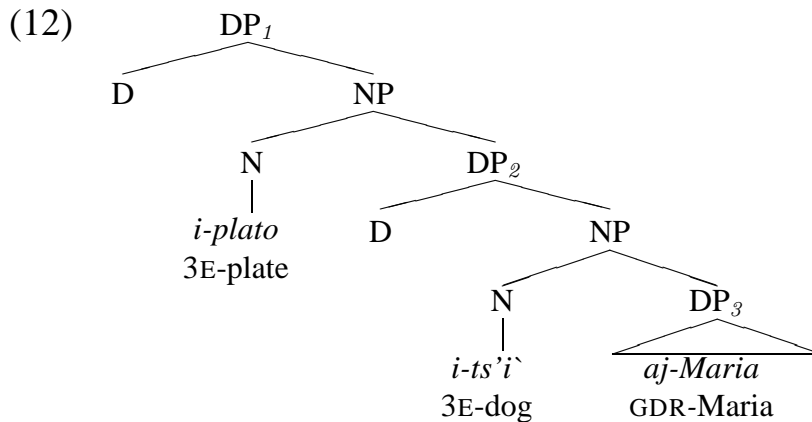 (12) DP1
D NP
N DP2
i-plato D NP
3E-plate
N DP3
i-ts'i` aj-Maria
3E-dog GDR-Maria